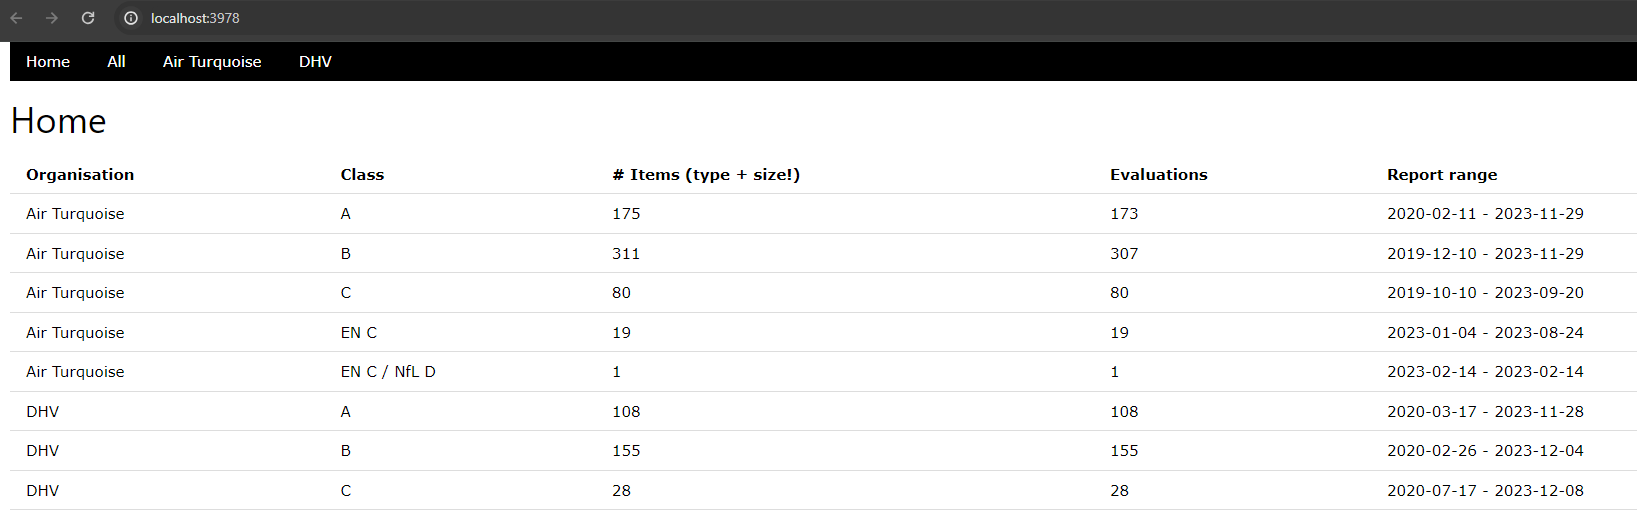 localhost:3978
Home All Air Turquoise DHV
Home
Organisation Class # Items (type + size!) Evaluations Report range
Air Turquoise A 175 173 2020-02-11 - 2023-11-29
Air Turquoise B 311 307 2019-12-10 - 2023-11-29
Air Turquoise C 80 80 2019-10-10 - 2023-09-20
Air Turquoise EN C 19 19 2023-01-04 - 2023-08-24
Air Turquoise EN C / NfL D 1 1 2023-02-14 - 2023-02-14
DHV A 108 108 2020-03-17 - 2023-11-28
DHV B 155 155 2020-02-26 - 2023-12-04
DHV C 28 28 2020-07-17 - 2023-12-08